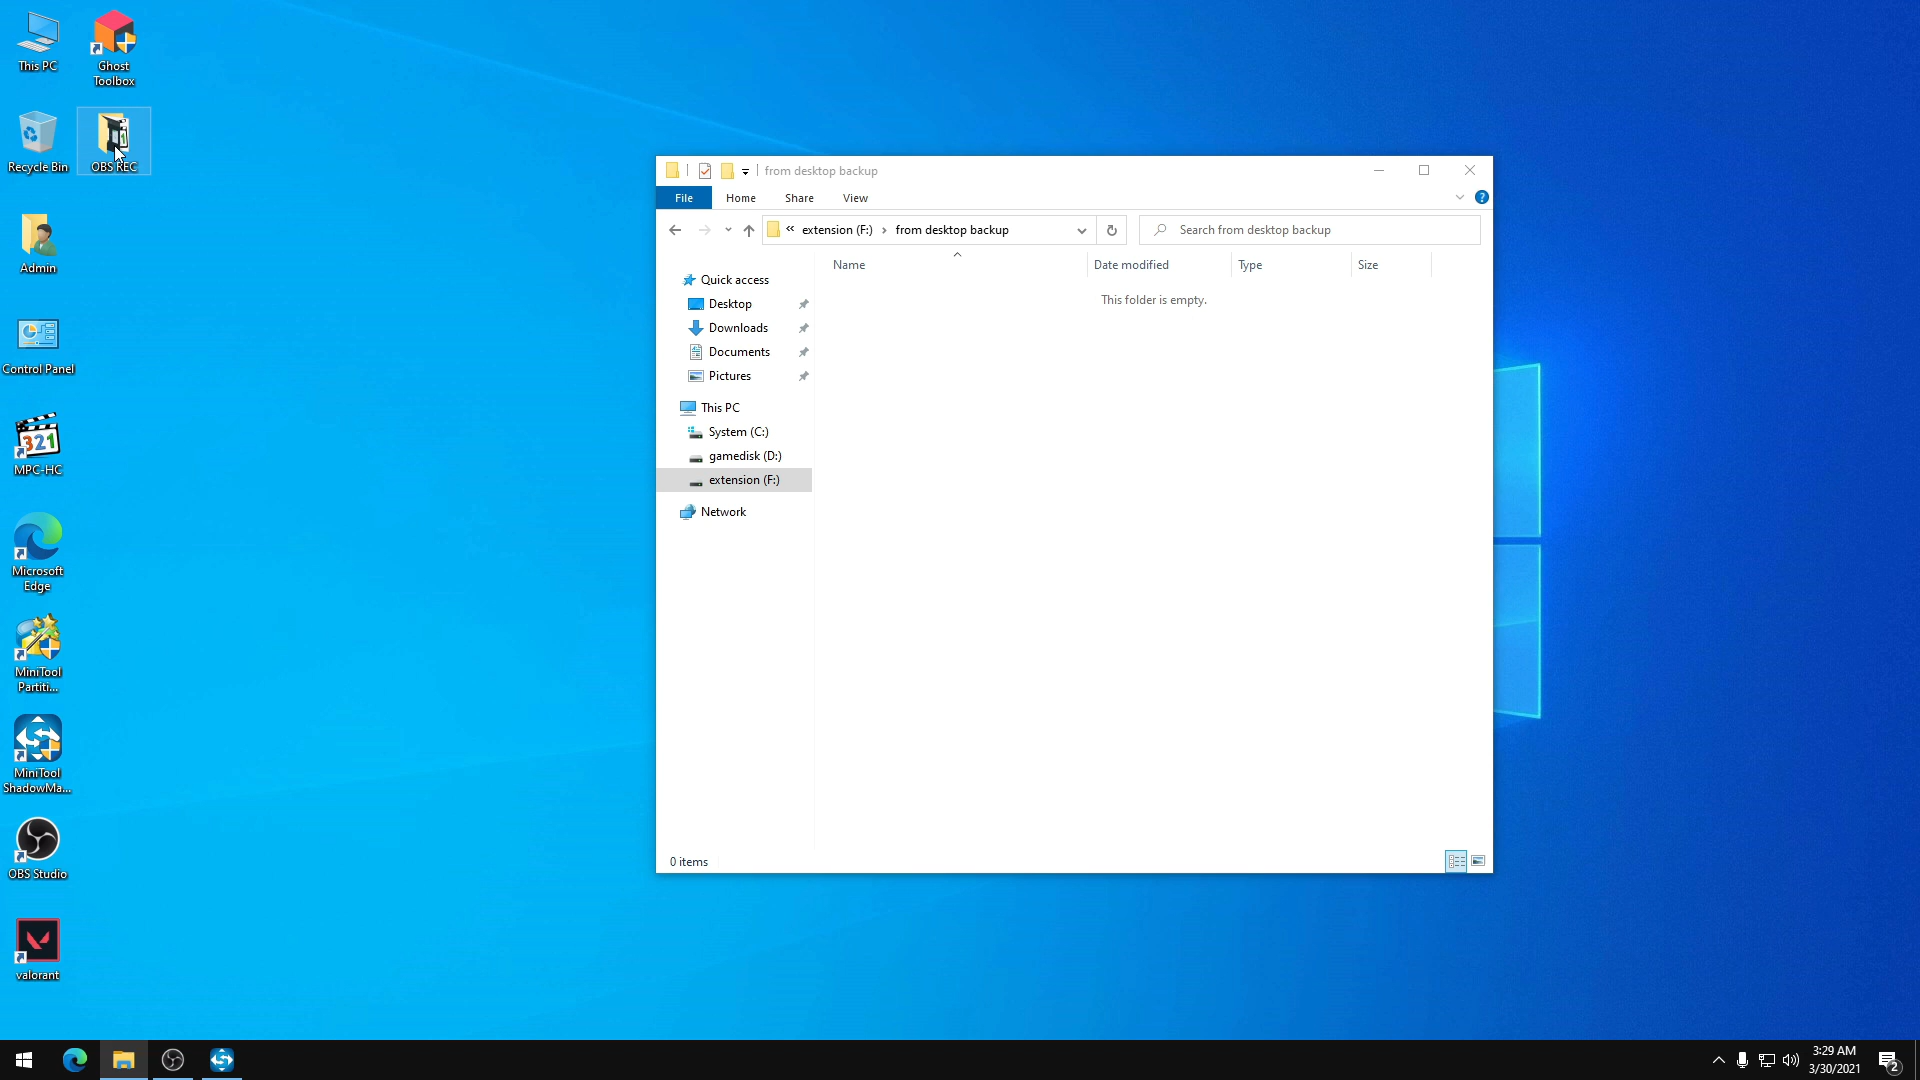 This PC
Ghost
Toolbox
Recycle Bin
OBS REC
Admin
Control Panel
321
MPC-HC
Microsoft
Edge
MiniTool
Partiti...
MiniTool
ShadowMa...
OBS Studio
valorant
from desktop backup
File
Home
Share
View
?
« extension (F:) › from desktop backup
Search from desktop backup
Name
Date modified
Type
Size
This folder is empty.
Quick access
Desktop
Downloads
Documents
Pictures
This PC
System (C:)
gamedisk (D:)
extension (F:)
Network
0 items
3:29 AM
3/30/2021
2